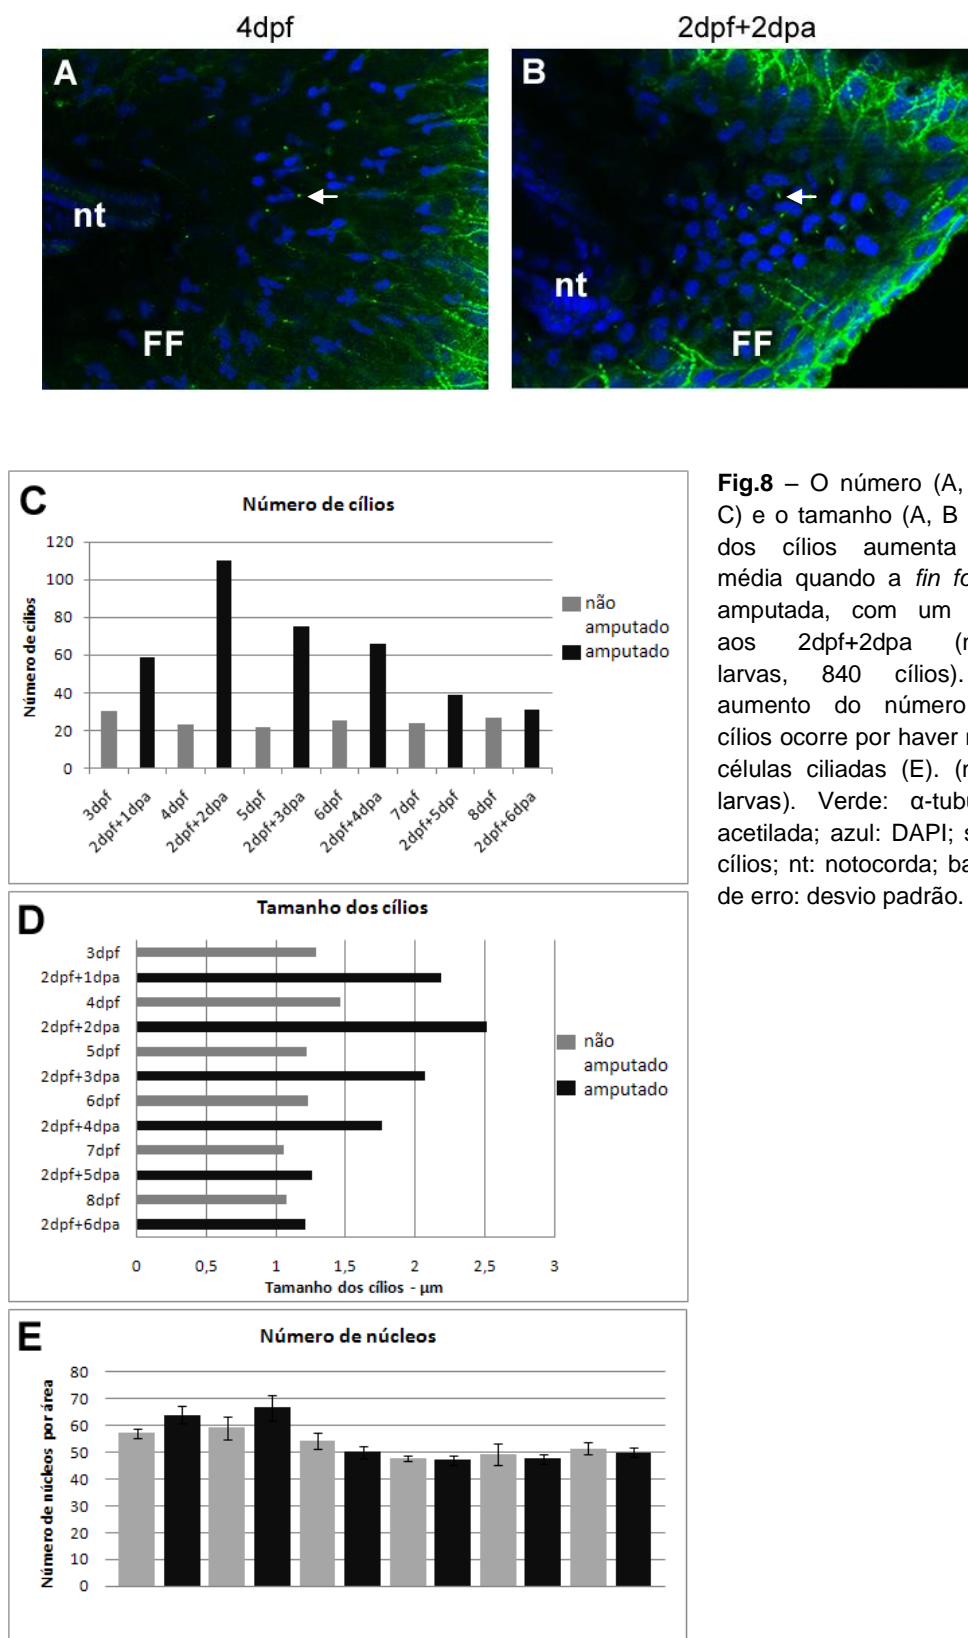 4dpf
2dpf+2dpa
A
nt
FF
B
nt
FF
C
Número de cílios
Número de cílios
120
100
80
60
40
20
0
3dpf
2dpf+1dpa
4dpf
2dpf+2dpa
5dpf
2dpf+3dpa
6dpf
2dpf+4dpa
7dpf
2dpf+5dpf
8dpf
2dpf+6dpa
não
amputado
amputado
Fig.8 – O número (A,
C) e o tamanho (A, B
dos cílios aumenta
média quando a fin fo
amputada, com um
aos 2dpf+2dpa (
larvas, 840 cílios).
aumento do número
cílios ocorre por haver
células ciliadas (E). (
larvas). Verde: α-tub
acetilada; azul: DAPI;
cílios; nt: notocorda; ba
de erro: desvio padrão.
D
Tamanho dos cílios
3dpf
2dpf+1dpa
4dpf
2dpf+2dpa
5dpf
2dpf+3dpa
6dpf
2dpf+4dpa
7dpf
2dpf+5dpa
8dpf
2dpf+6dpa
0 0,5 1 1,5 2 2,5 3
Tamanho dos cílios - µm
não
amputado
amputado
E
Número de núcleos
Número de núcleos por área
80
70
60
50
40
30
20
10
0